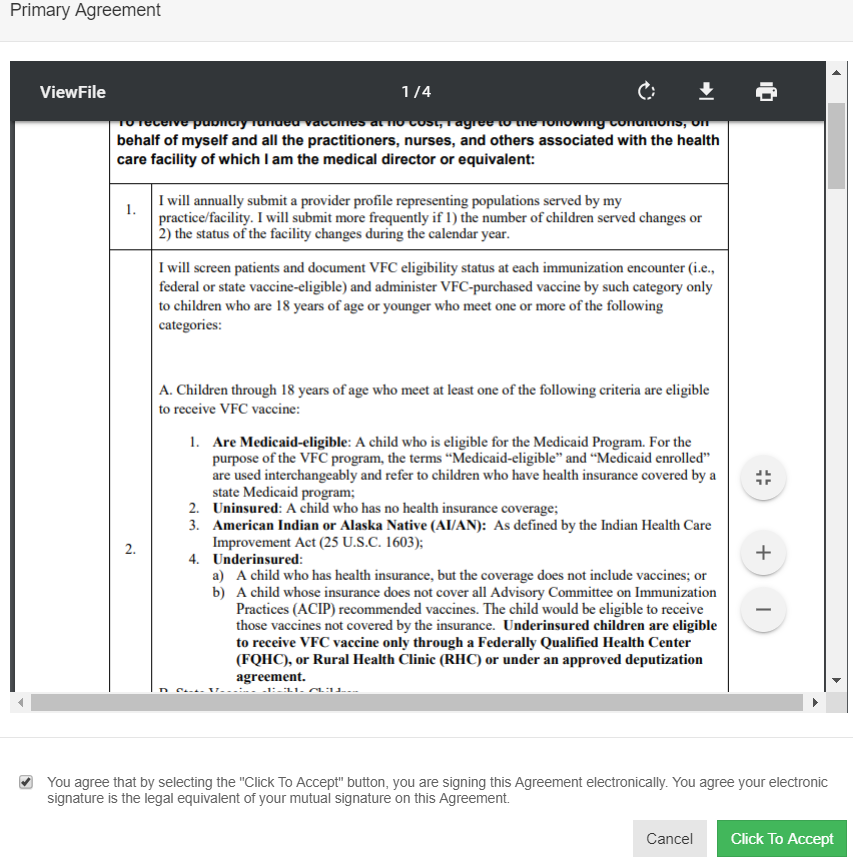 Primary Agreement
ViewFile
1 / 4
To receive publicly funded vaccines at no cost, I agree to the following conditions, on
behalf of myself and all the practitioners, nurses, and others associated with the health
care facility of which I am the medical director or equivalent:
1.
I will annually submit a provider profile representing populations served by my
practice/facility. I will submit more frequently if 1) the number of children served changes or
2) the status of the facility changes during the calendar year.
2.
I will screen patients and document VFC eligibility status at each immunization encounter (i.e.,
federal or state vaccine-eligible) and administer VFC-purchased vaccine by such category only
to children who are 18 years of age or younger who meet one or more of the following
categories:
A. Children through 18 years of age who meet at least one of the following criteria are eligible
to receive VFC vaccine:
1. Are Medicaid-eligible: A child who is eligible for the Medicaid Program. For the
purpose of the VFC program, the terms “Medicaid-eligible” and “Medicaid enrolled”
are used interchangeably and refer to children who have health insurance covered by a
state Medicaid program;
2. Uninsured: A child who has no health insurance coverage;
3. American Indian or Alaska Native (AI/AN): As defined by the Indian Health Care
Improvement Act (25 U.S.C. 1603);
4. Underinsured:
a) A child who has health insurance, but the coverage does not include vaccines; or
b) A child whose insurance does not cover all Advisory Committee on Immunization
Practices (ACIP) recommended vaccines. The child would be eligible to receive
those vaccines not covered by the insurance. Underinsured children are eligible
to receive VFC vaccine only through a Federally Qualified Health Center
(FQHC), or Rural Health Clinic (RHC) or under an approved deputization
agreement.
You agree that by selecting the "Click To Accept" button, you are signing this Agreement electronically. You agree your electronic
signature is the legal equivalent of your mutual signature on this Agreement.
Cancel
Click To Accept